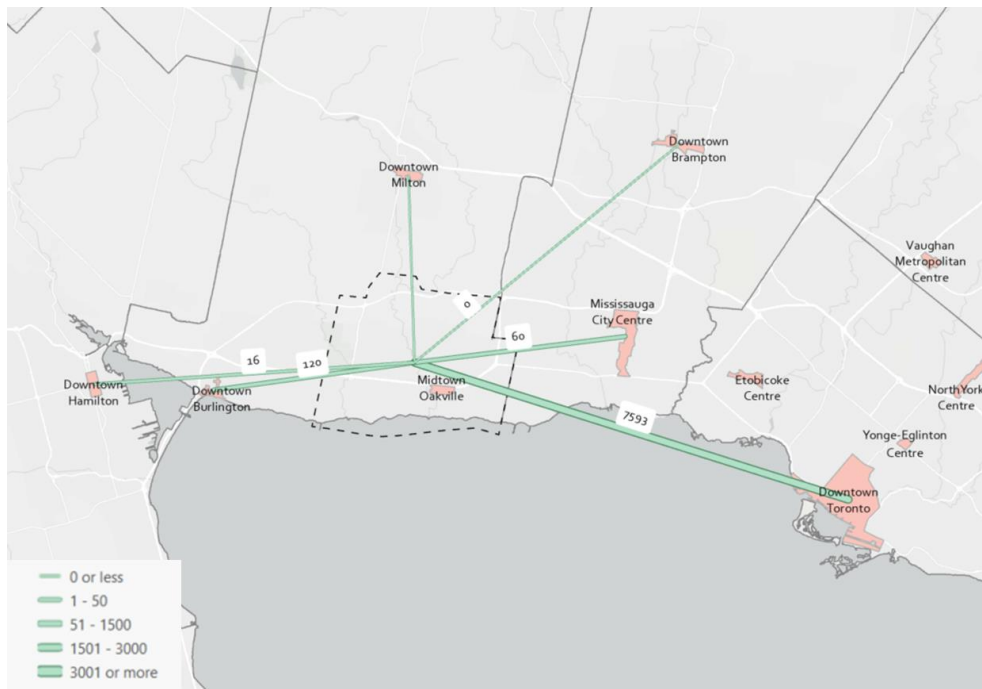 Downtown
Brampton
Downtown
Milton
Vaughan
Metropolitan
Centre
0
Mississauga
City Centre
60
16
120
Downtown
Hamilton
Downtown
Burlington
Midtown
Oakville
Etobicoke
Centre
North York
Centre
7593
Yonge-Eglinton
Centre
Downtown
Toronto
0 or less
1 - 50
51 - 1500
1501 - 3000
3001 or more